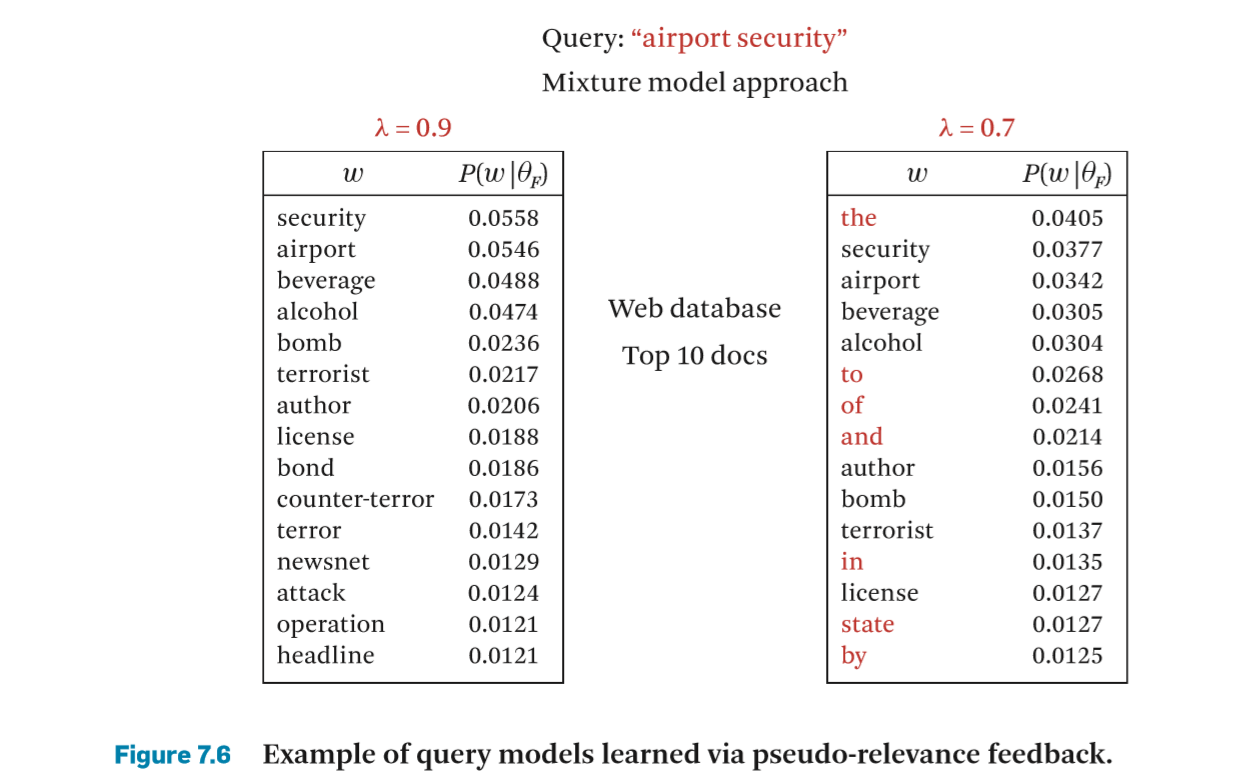 Query: “airport security”
Mixture model approach
λ = 0.9
w P(w|θF)
security 0.0558
airport 0.0546
beverage 0.0488
alcohol 0.0474
bomb 0.0236
terrorist 0.0217
author 0.0206
license 0.0188
bond 0.0186
counter-terror 0.0173
terror 0.0142
newsnet 0.0129
attack 0.0124
operation 0.0121
headline 0.0121
Web database
Top 10 docs
λ = 0.7
w P(w|θF)
the 0.0405
security 0.0377
airport 0.0342
beverage 0.0305
alcohol 0.0304
to 0.0268
of 0.0241
and 0.0214
author 0.0156
bomb 0.0150
terrorist 0.0137
in 0.0135
license 0.0127
state 0.0127
by 0.0125
Figure 7.6 Example of query models learned via pseudo-relevance feedback.